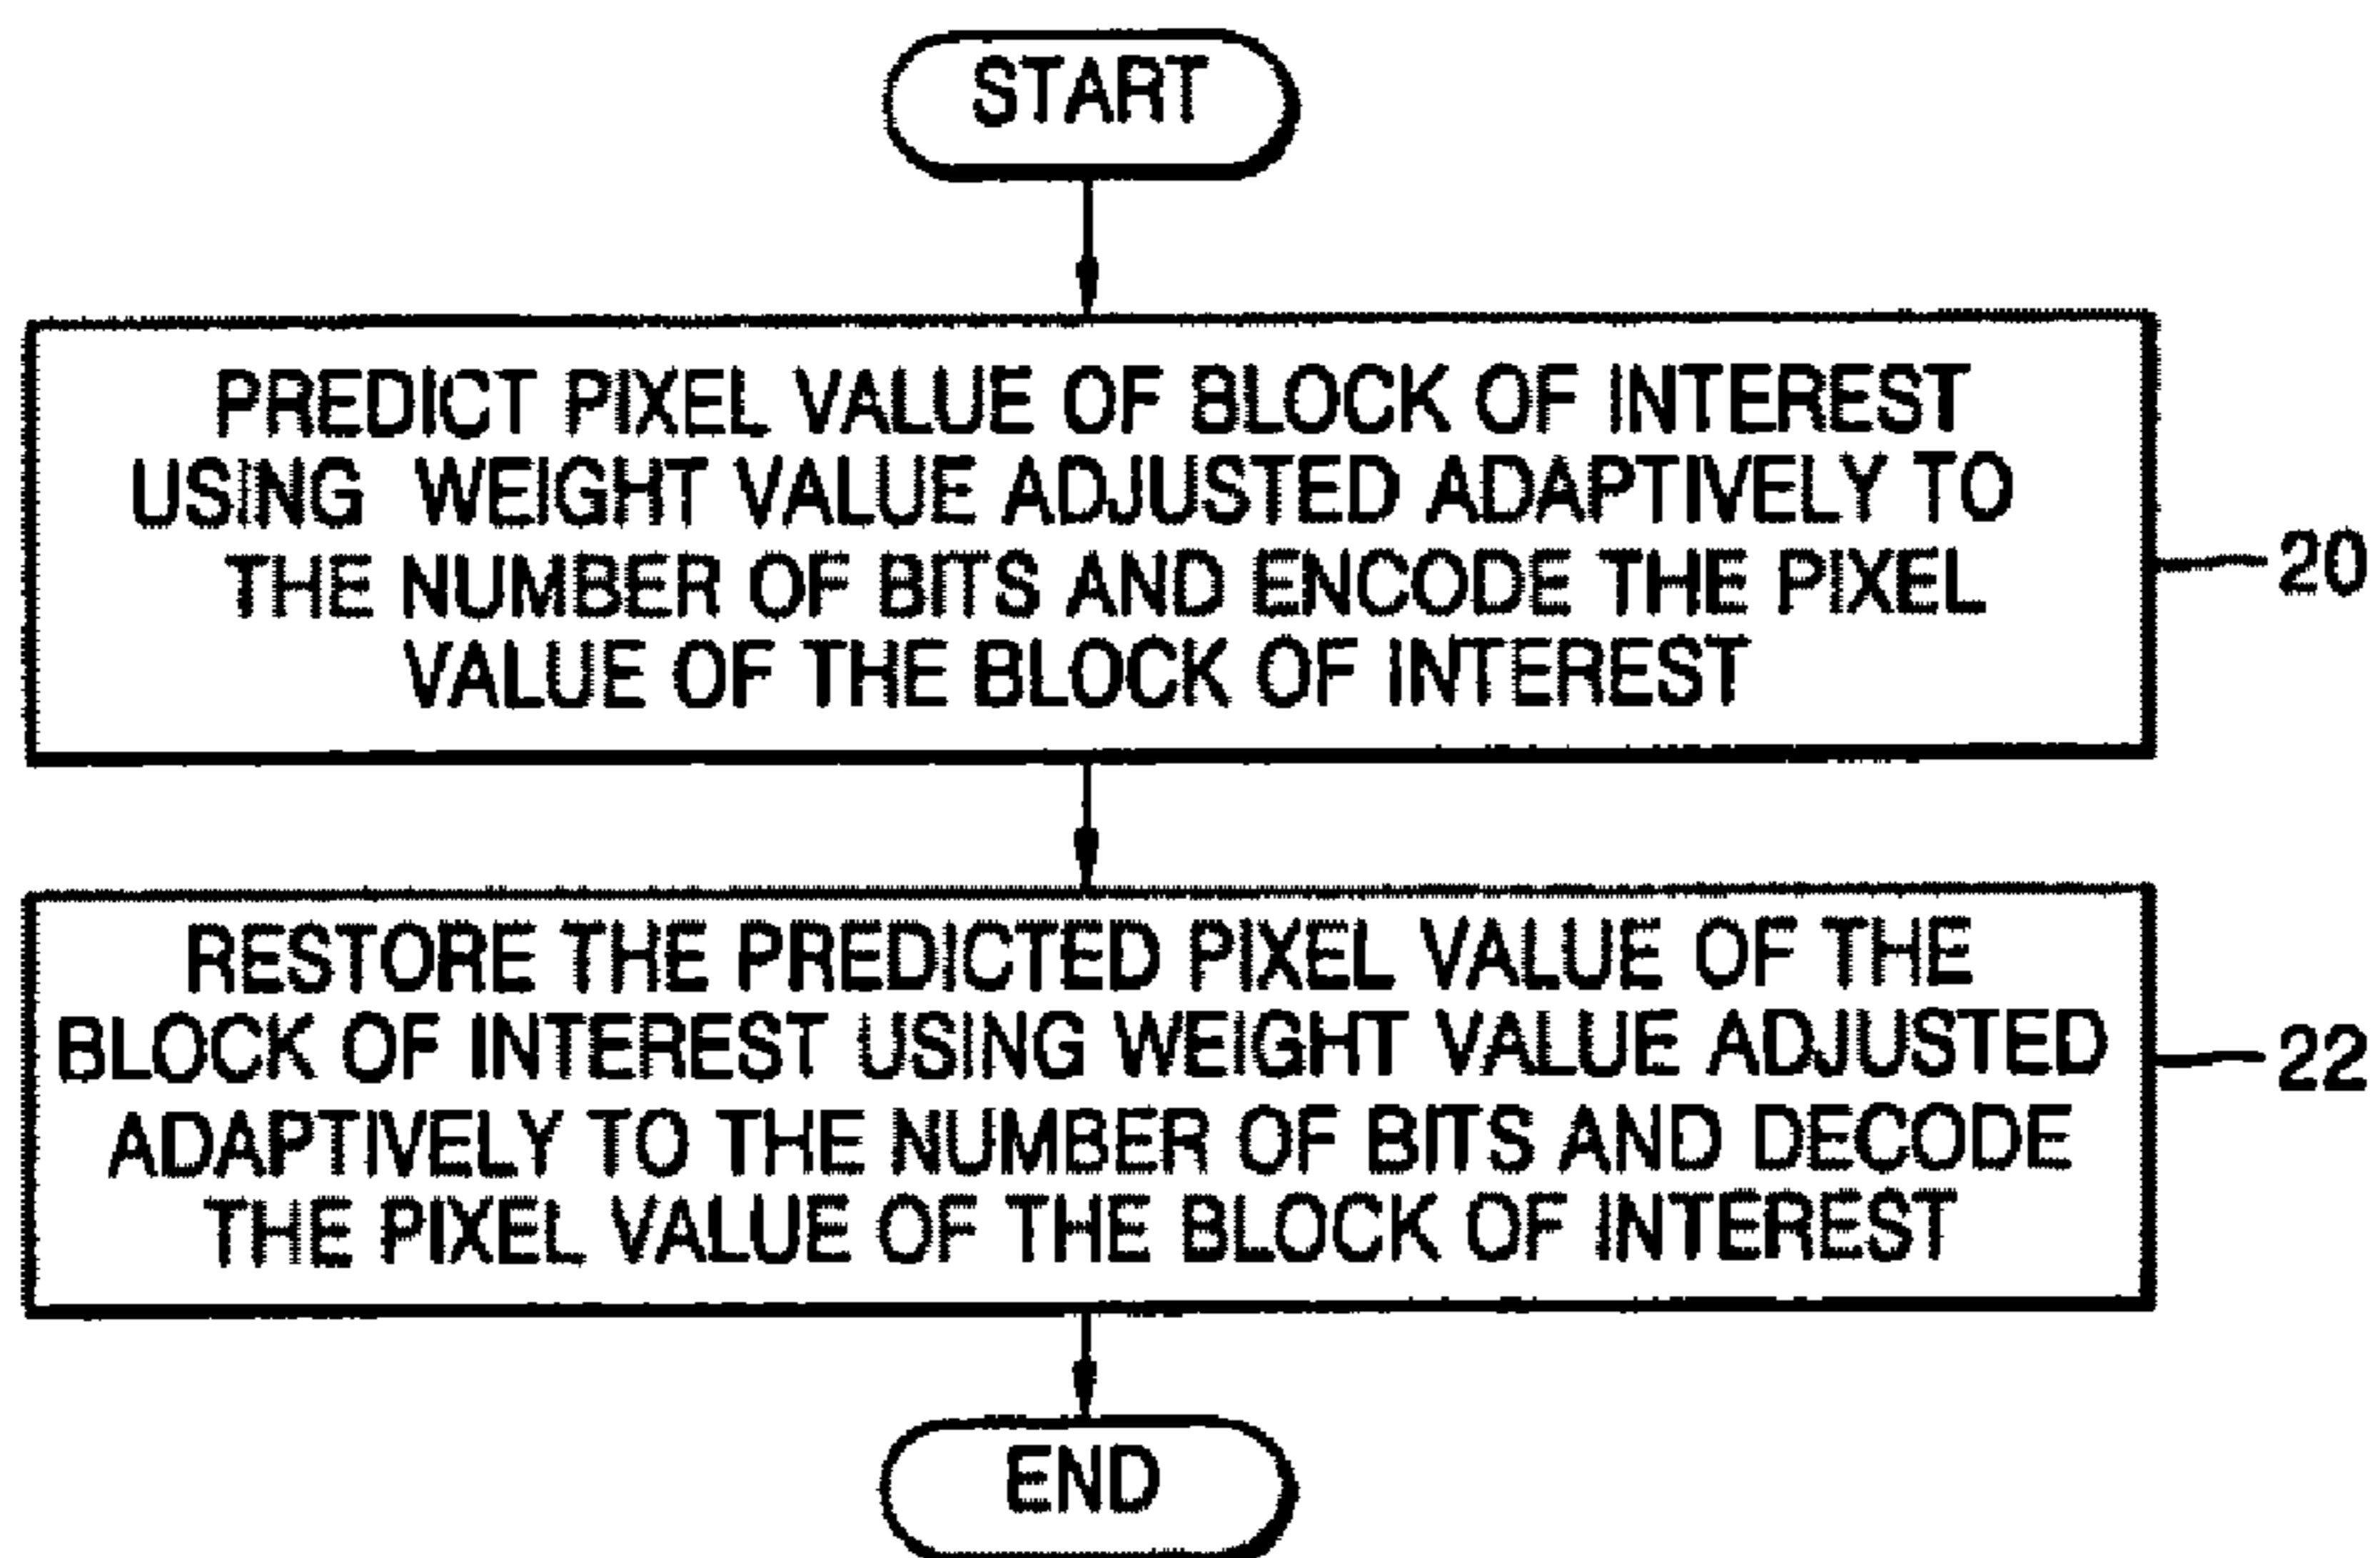 START
PREDICT PIXEL VALUE OF BLOCK OF INTEREST
USING WEIGHT VALUE ADJUSTED ADAPTIVELY TO
THE NUMBER OF BITS AND ENCODE THE PIXEL
VALUE OF THE BLOCK OF INTEREST
20
RESTORE THE PREDICTED PIXEL VALUE OF THE
BLOCK OF INTEREST USING WEIGHT VALUE ADJUSTED
ADAPTIVELY TO THE NUMBER OF BITS AND DECODE
THE PIXEL VALUE OF THE BLOCK OF INTEREST
22
END